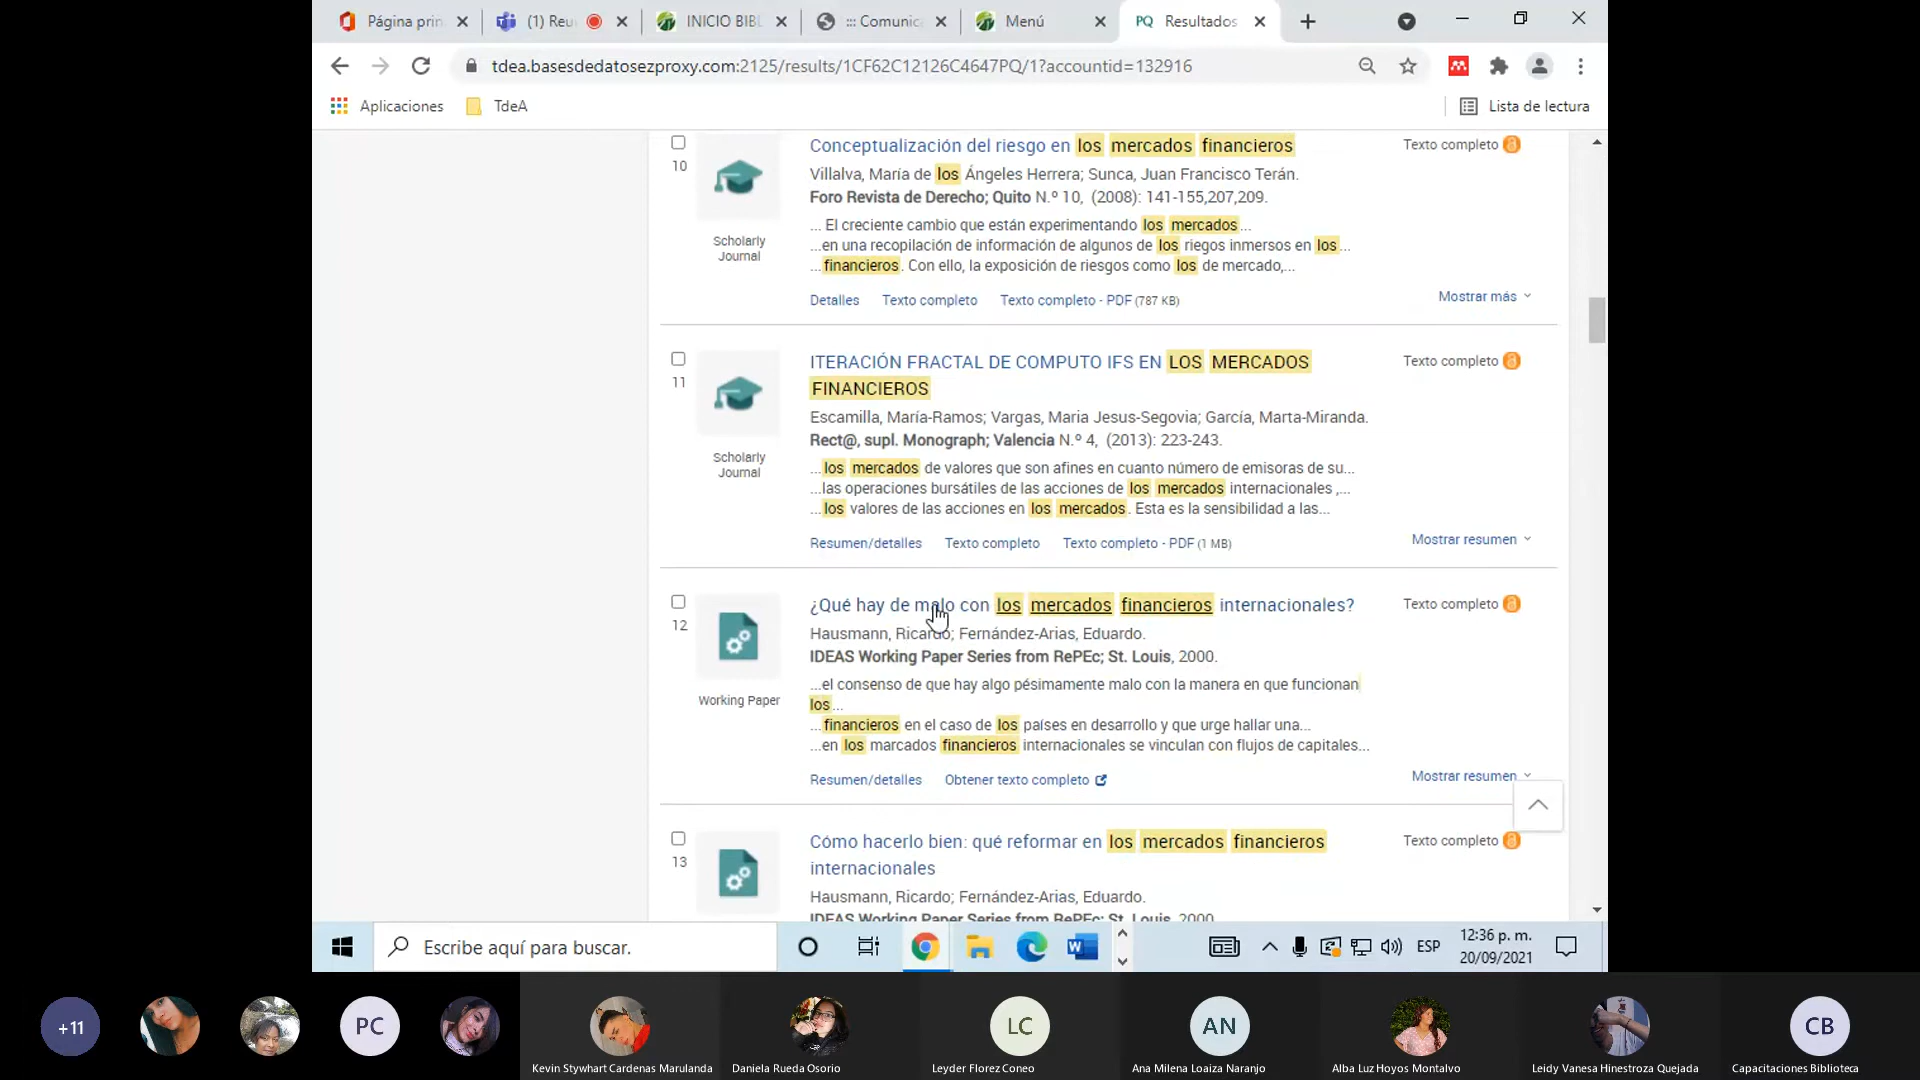 Página prin
(1) Reu
INICIO BIBL
::: Comunica
Menú
PQ Resultados
tdea.basesdedatosezproxy.com:2125/results/1CF62C12126C4647PQ/1?accountid=132916
Aplicaciones
TdeA
Lista de lectura
10
Scholarly
Journal
Conceptualización del riesgo en los mercados financieros
Texto completo
Villalva, María de los Ángeles Herrera; Sunca, Juan Francisco Terán.
Foro Revista de Derecho; Quito N.º 10, (2008): 141-155,207,209.
... El creciente cambio que están experimentando los mercados...
...en una recopilación de información de algunos de los riegos inmersos en los...
...financieros. Con ello, la exposición de riesgos como los de mercado,...
Detalles Texto completo Texto completo - PDF (787 KB)
Mostrar más
11
Scholarly
Journal
ITERACIÓN FRACTAL DE COMPUTO IFS EN LOS MERCADOS
FINANCIEROS
Texto completo
Escamilla, María-Ramos; Vargas, Maria Jesus-Segovia; García, Marta-Miranda.
Rect@, supl. Monograph; Valencia N.º 4, (2013): 223-243.
...los mercados de valores que son afines en cuanto número de emisoras de su...
...las operaciones bursátiles de las acciones de los mercados internacionales ,...
...los valores de las acciones en los mercados. Esta es la sensibilidad a las...
Resumen/detalles Texto completo Texto completo - PDF (1 MB)
Mostrar resumen
12
Working Paper
¿Qué hay de malo con los mercados financieros internacionales?
Texto completo
Hausmann, Ricardo; Fernández-Arias, Eduardo.
IDEAS Working Paper Series from RePEc; St. Louis, 2000.
...el consenso de que hay algo pésimamente malo con la manera en que funcionan
los...
...financieros en el caso de los países en desarrollo y que urge hallar una...
...en los marcados financieros internacionales se vinculan con flujos de capitales...
Resumen/detalles Obtener texto completo
Mostrar resumen
13
Cómo hacerlo bien: qué reformar en los mercados financieros
internacionales
Texto completo
Hausmann, Ricardo; Fernández-Arias, Eduardo.
IDEAS Working Paper Series from RePEc; St. Louis, 2000.
Escribe aquí para buscar.
ESP
12:36 p. m.
20/09/2021
+11
PC
LC
AN
CB
Kevin Stywhart Cardenas Marulanda
Daniela Rueda Osorio
Leyder Florez Coneo
Ana Milena Loaiza Naranjo
Alba Luz Hoyos Montalvo
Leidy Vanesa Hinestroza Quejada
Capacitaciones Biblioteca